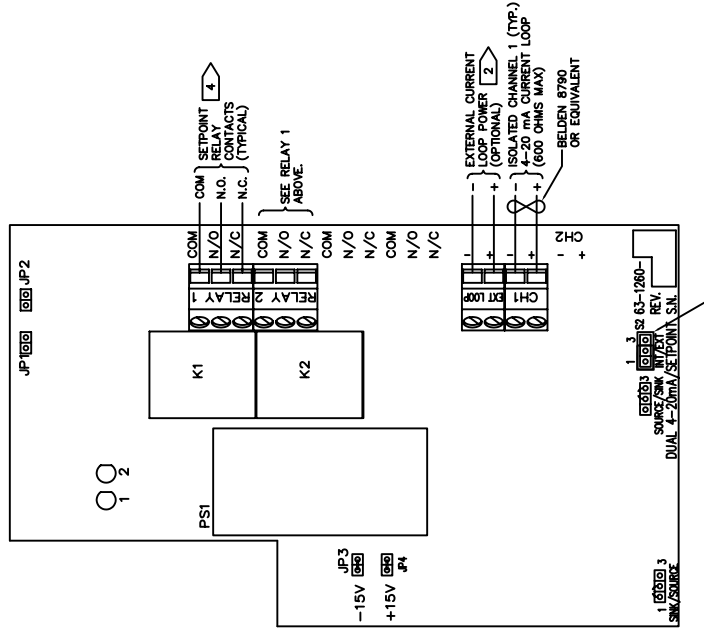 JP1
JP2
1
2
PS1
K1
K2
JP3
-15V
+15V
JP4
RELAY 1
RELAY 2
COM
N/O
N/C
COM
N/O
N/C
COM
N/O
N/C
COM
N/O
N/C
COM
N.O.
N.C.
SETPOINT
RELAY
CONTACTS
(TYPICAL)
4
SEE RELAY 1
ABOVE.
EXT LOOP
CH1
-
+
-
+
-
+
CH2
-
+
-
+
EXTERNAL CURRENT
LOOP POWER
(OPTIONAL)
2
ISOLATED CHANNEL 1 (TYP.)
4-20 mA CURRENT LOOP
(600 OHMS MAX)
BELDEN 8790
OR EQUIVALENT
1 3
SINK/SOURCE
3
SOURCE/SINK
1 3
INT/EXT
S2
63-1260-
REV.
DUAL 4-20mA/SETPOINT S.N.